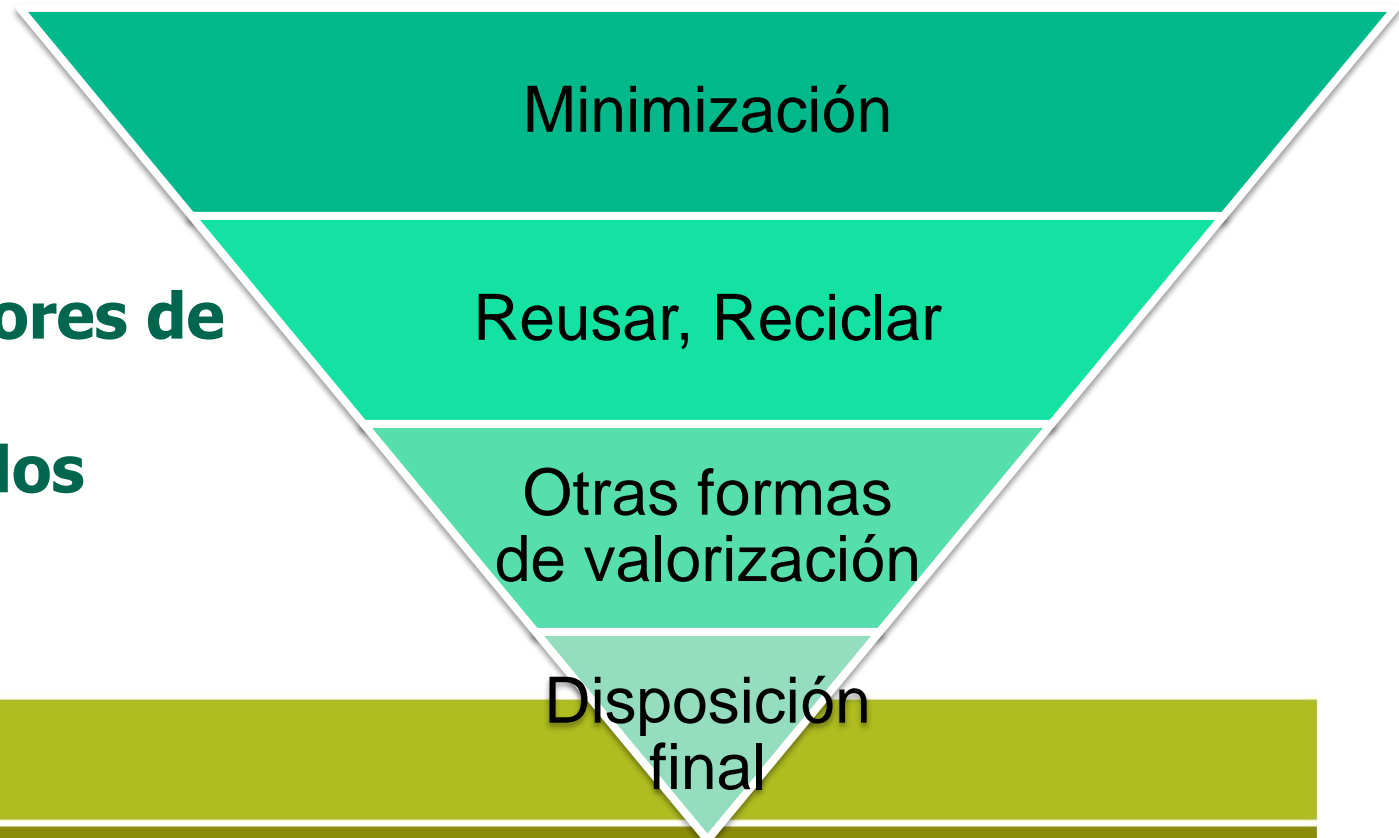 Minimización
ores de
Reusar, Reciclar
los
Otras formas
de valorización
Disposición
final